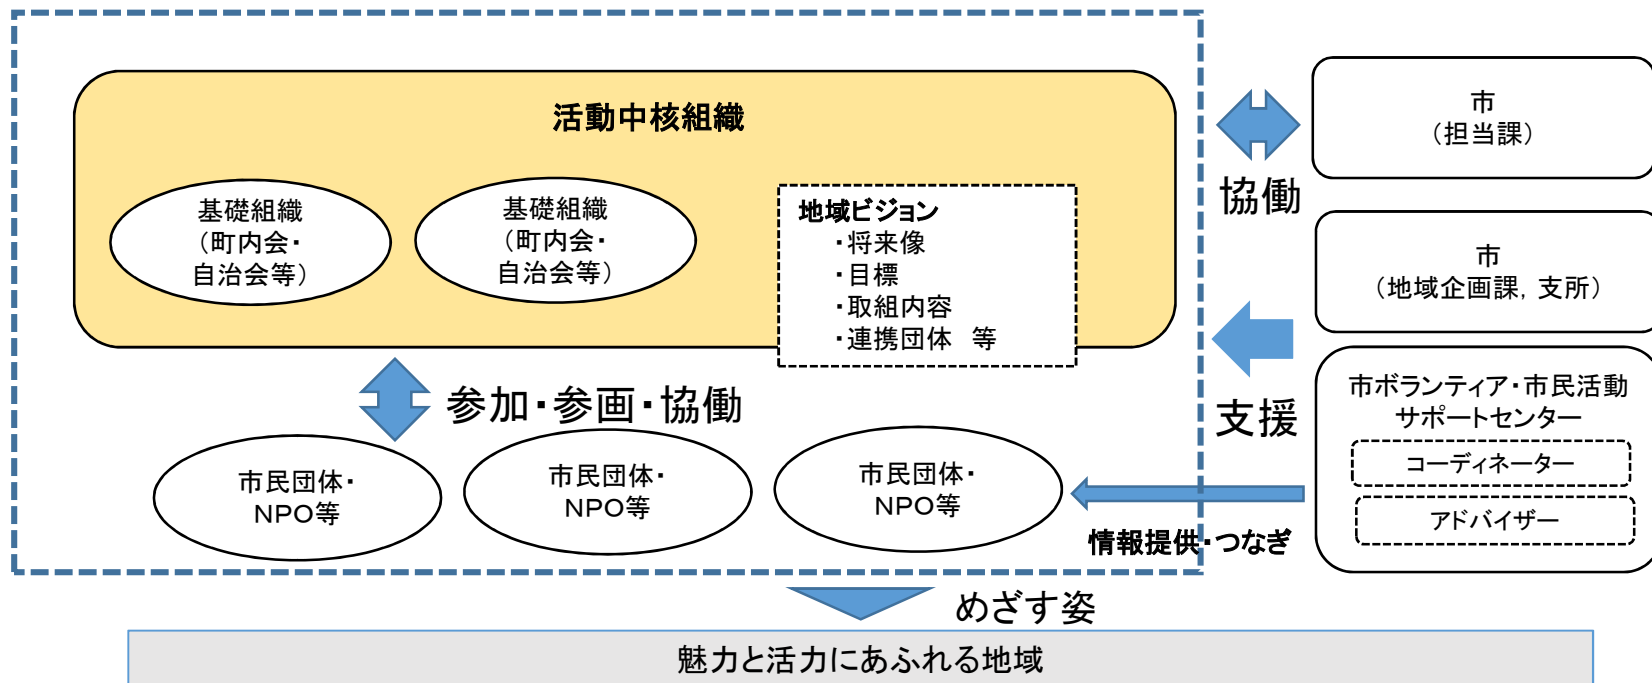 活動中核組織
基礎組織
（町内会・
自治会等）
基礎組織
（町内会・
自治会等）
地域ビジョン
・将来像
・目標
・取組内容
・連携団体　等
参加・参画・協働
市民団体・
NPO等
市民団体・
NPO等
市民団体・
NPO等
市
（担当課）
協働
市
（地域企画課，支所）
支援
市ボランティア・市民活動
サポートセンター
コーディネーター
アドバイザー
情報提供・つなぎ
めざす姿
魅力と活力にあふれる地域